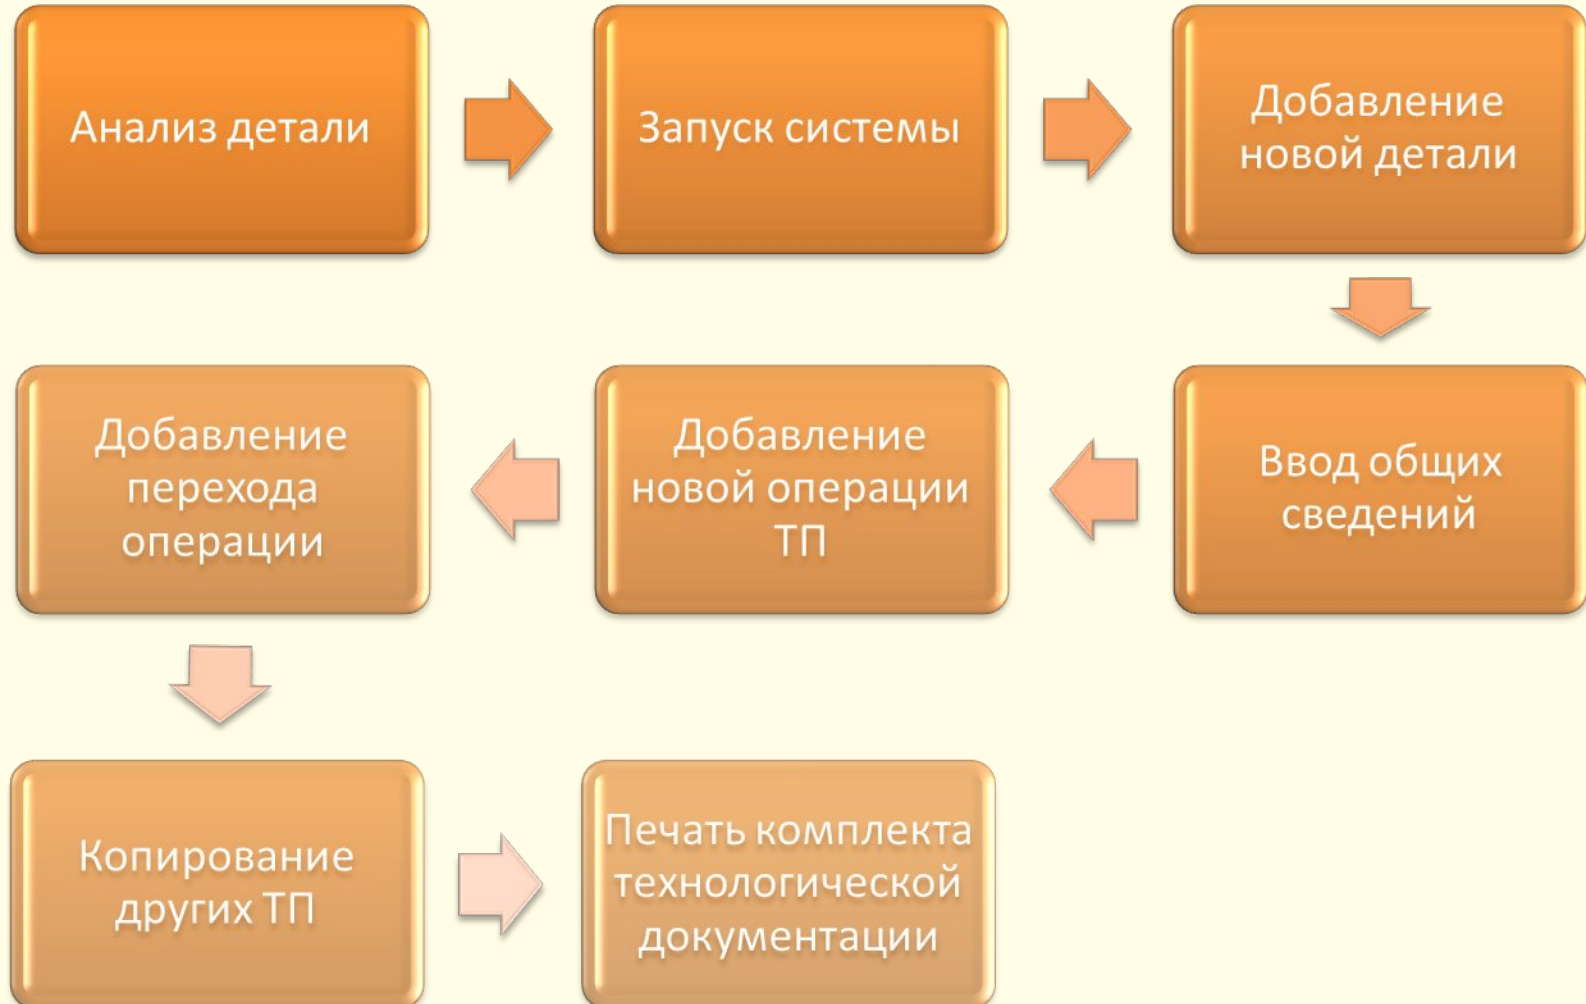 Анализ детали
Запуск системы
Добавление
новой детали
Ввод общих
сведений
Добавление
новой операции
ТП
Добавление
перехода
операции
Копирование
других ТП
Печать комплекта
технологической
документации